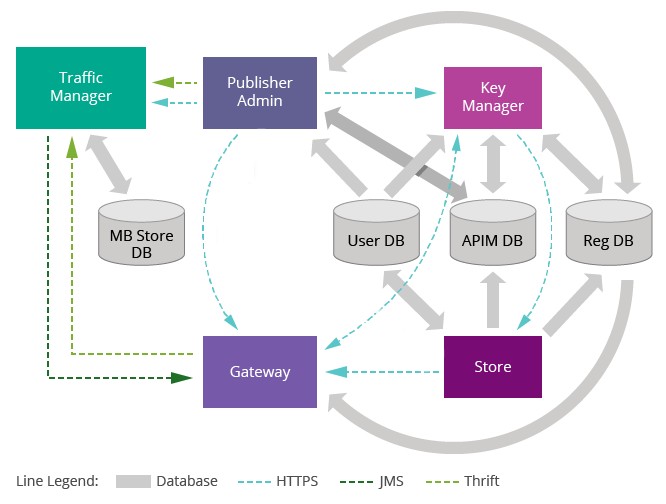 Traffic
Manager
Publisher
Admin
Key
Manager
MB Store
DB
User DB
APIM DB
Reg DB
Gateway
Store
Line Legend:
Database
HTTPS
JMS
Thrift